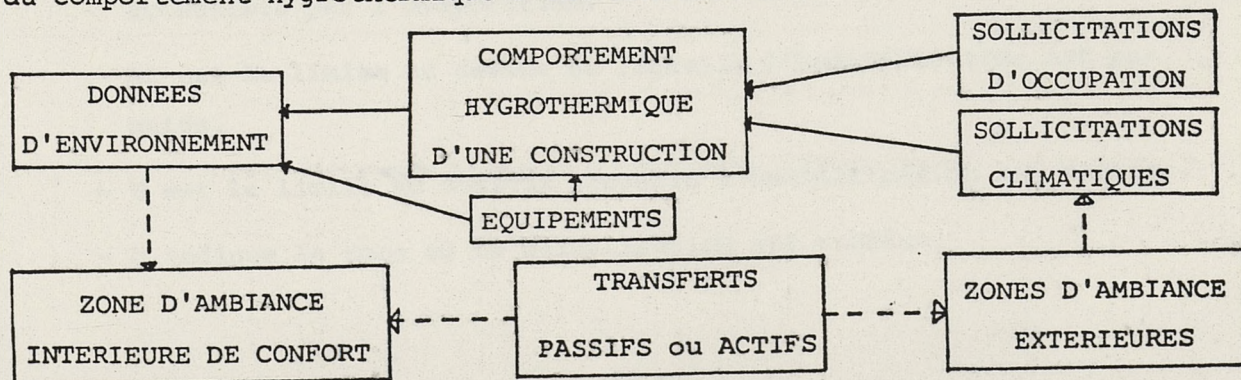 du comportement hygrothermique
SOLLICITATIONS
D'OCCUPATION
COMPORTEMENT
HYGROTHERMIQUE
D'UNE CONSTRUCTION
DONNEES
D'ENVIRONNEMENT
SOLLICITATIONS
CLIMATIQUES
EQUIPEMENTS
ZONE D'AMBIANCE
INTERIEURE DE CONFORT
TRANSFERTS
PASSIFS ou ACTIFS
ZONES D'AMBIANCE
EXTERIEURES